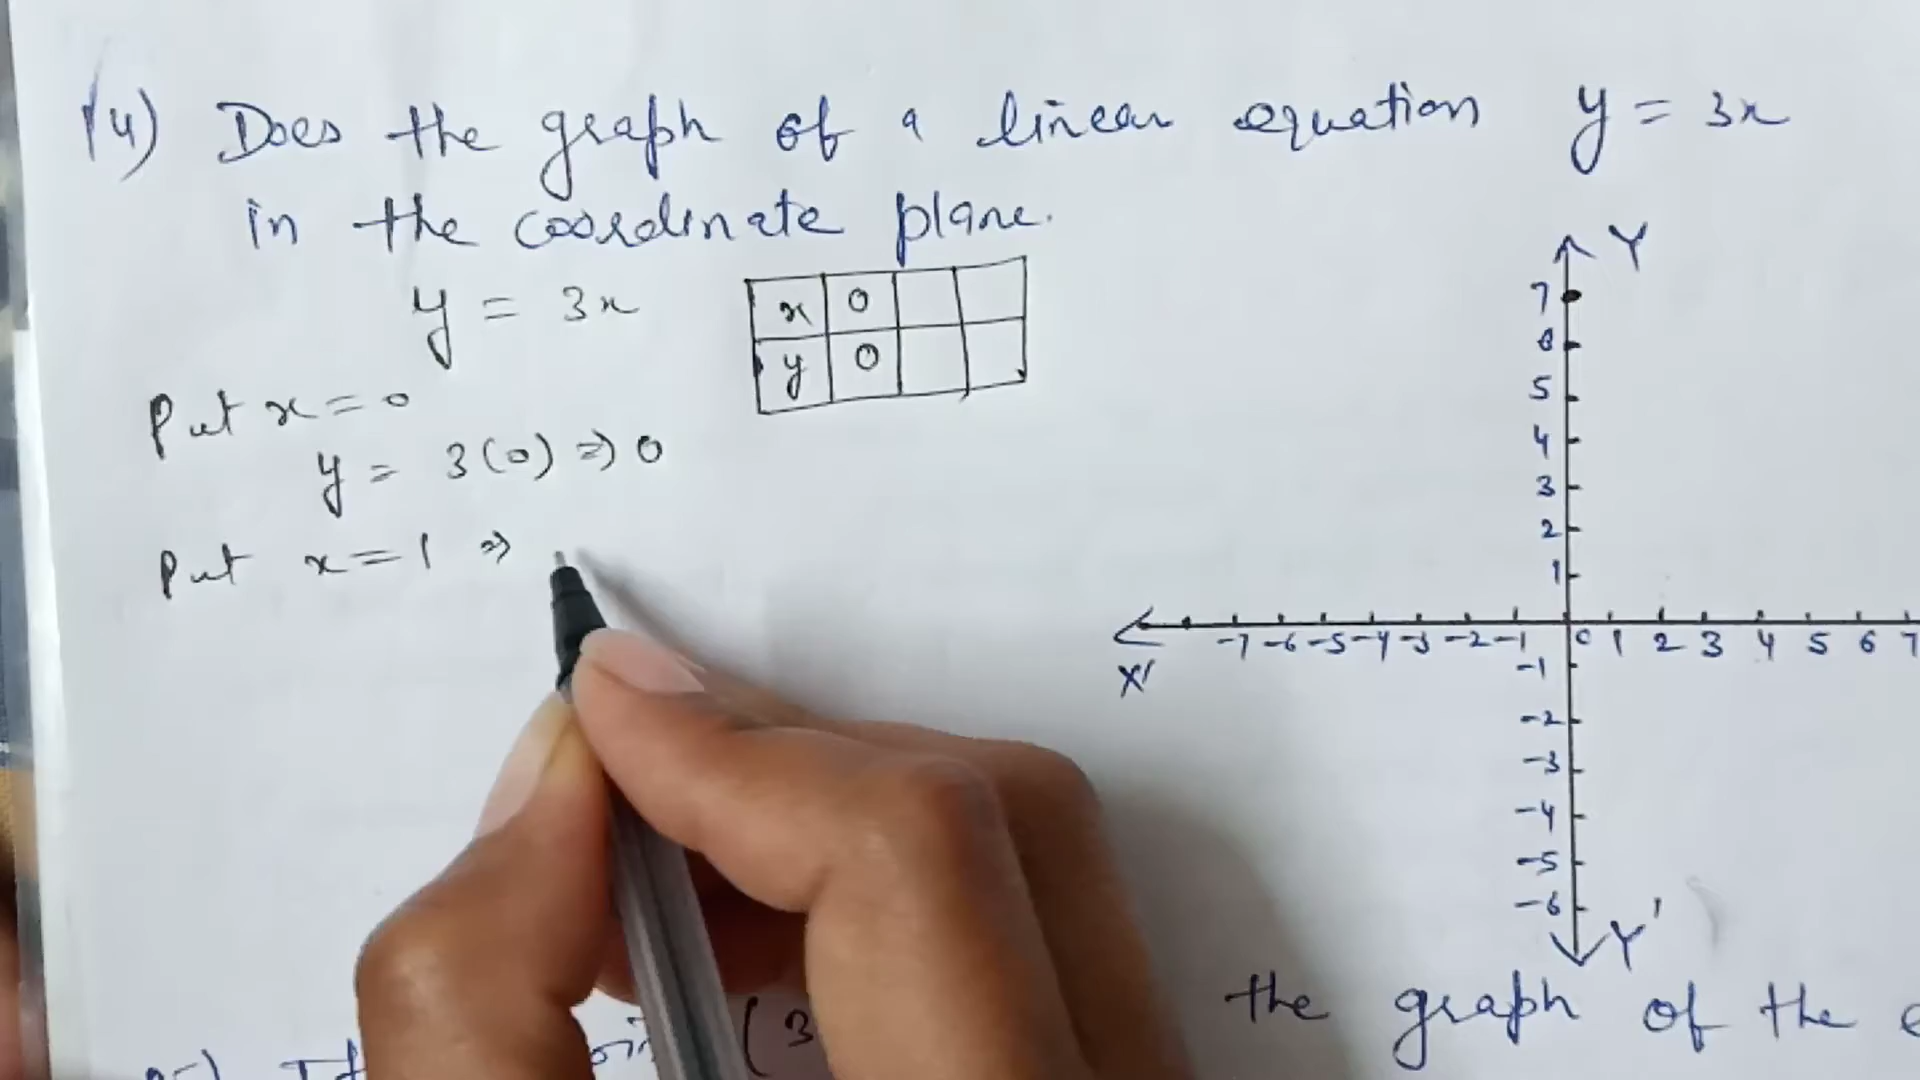 14) Does the graph of a linear equation y = 3x
in the coordinate plane.
y = 3x
x 0
y 0
Put x = 0
y = 3(0) ⇒ 0
Put x = 1 ⇒
Y
7
6
5
4
3
2
1
-7 -6 -5 -4 -3 -2 -1 0 1 2 3 4 5 6 7
X'
-1
-2
-3
-4
-5
-6
Y'
(3
the graph of the